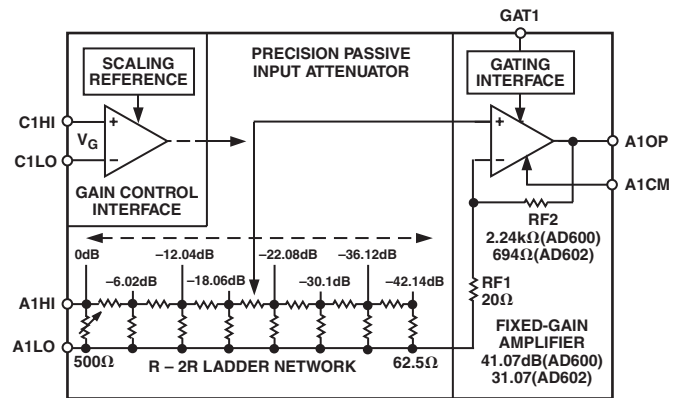 GAT1
SCALING
REFERENCE
PRECISION PASSIVE
INPUT ATTENUATOR
GATING
INTERFACE
C1HI
+
VG
C1LO
–
GAIN CONTROL
INTERFACE
+
–
A1OP
A1CM
RF2
2.24kΩ(AD600)
694Ω(AD602)
0dB
–12.04dB
–36.12dB
–22.08dB
–6.02dB
–18.06dB
–30.1dB
–42.14dB
RF1
20Ω
A1HI
A1LO
500Ω
R – 2R LADDER NETWORK
62.5Ω
FIXED-GAIN
AMPLIFIER
41.07dB(AD600)
31.07(AD602)